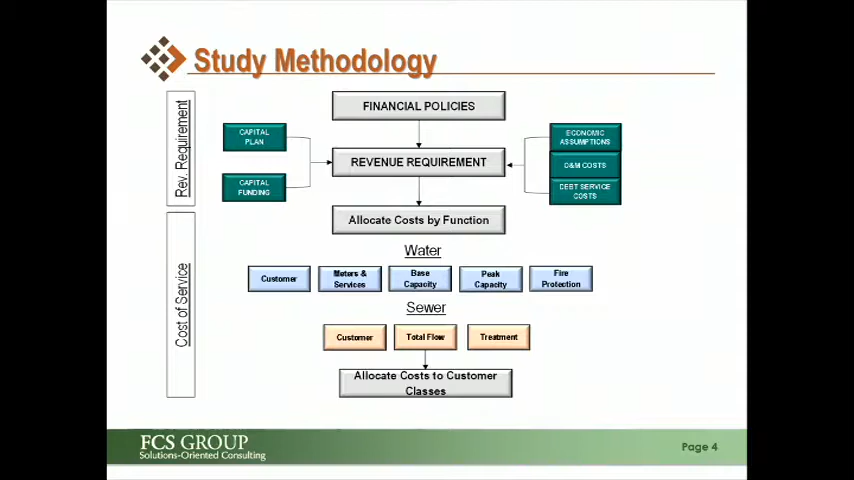 Study Methodology
Rev. Requirement
FINANCIAL POLICIES
CAPITAL
PLAN
CAPITAL
FUNDING
REVENUE REQUIREMENT
ECONOMIC
ASSUMPTIONS
O&M COSTS
DEBT SERVICE
COSTS
Allocate Costs by Function
Cost of Service
Water
Customer
Meters &
Services
Base
Capacity
Peak
Capacity
Fire
Protection
Sewer
Customer
Total Flow
Treatment
Allocate Costs to Customer
Classes
FCS GROUP
Solutions-Oriented Consulting
Page 4